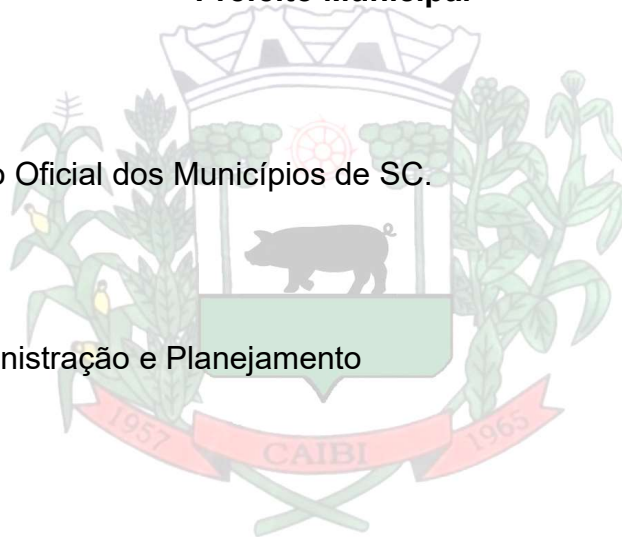 Prefeito Municipal
o Oficial dos Municípios de SC.
nistração e Planejamento
1957
CAIBI
1965